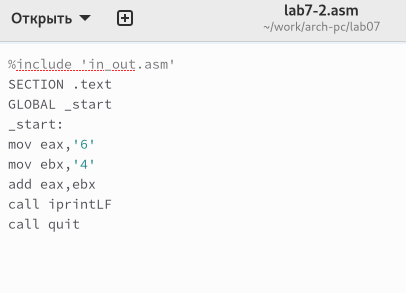 Открыть
lab7-2.asm
~/work/arch-pc/lab07
%include 'in_out.asm'
SECTION .text
GLOBAL _start
_start:
mov eax,'6'
mov ebx,'4'
add eax,ebx
call iprintLF
call quit